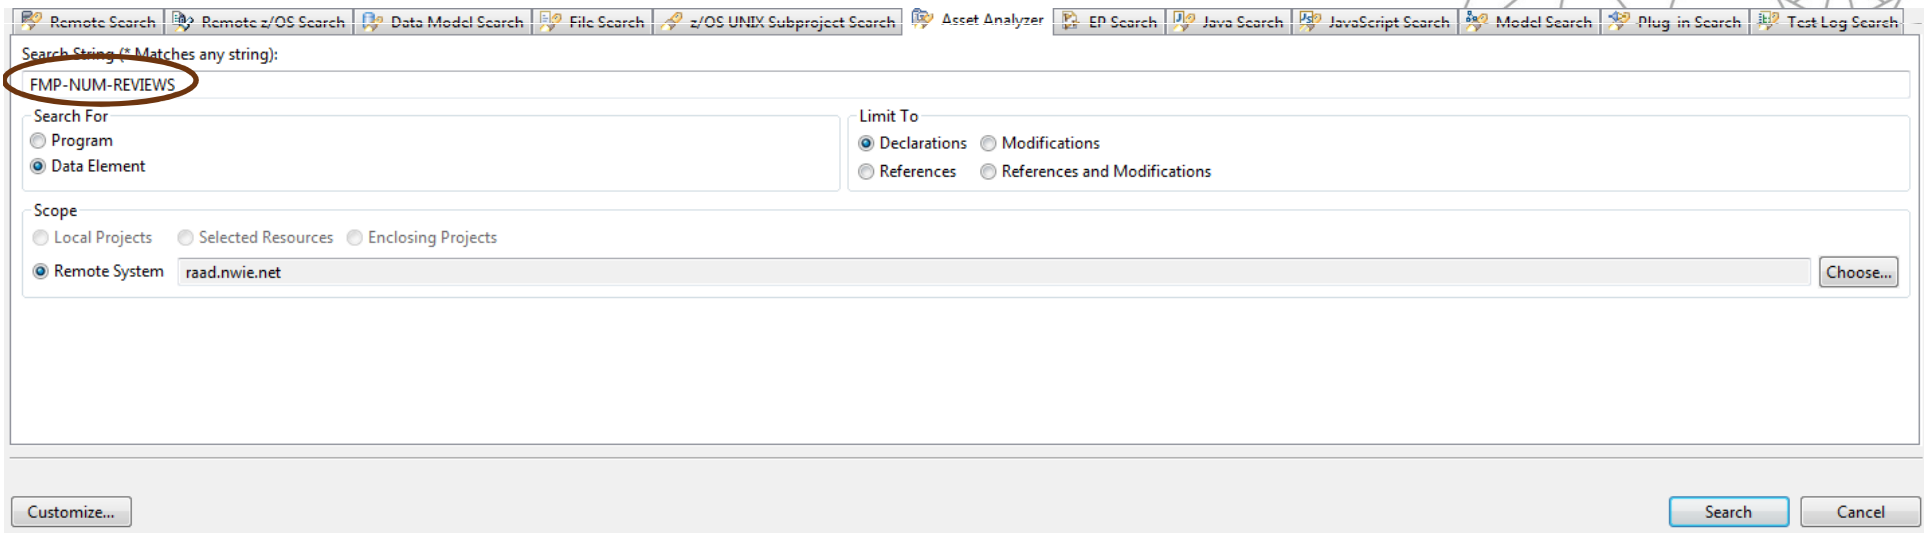 Remote Search Remote z/OS Search Data Model Search File Search z/OS UNIX Subproject Search Asset Analyzer EP Search Java Search JavaScript Search Model Search Plug-in Search Test Log Search
Search String (* Matches any string):
FMP-NUM-REVIEWS
Search For Limit To
Program Declarations Modifications
Data Element References References and Modifications
Scope
Local Projects Selected Resources Enclosing Projects
Remote System raad.nwie.net Choose...
Customize... Search Cancel